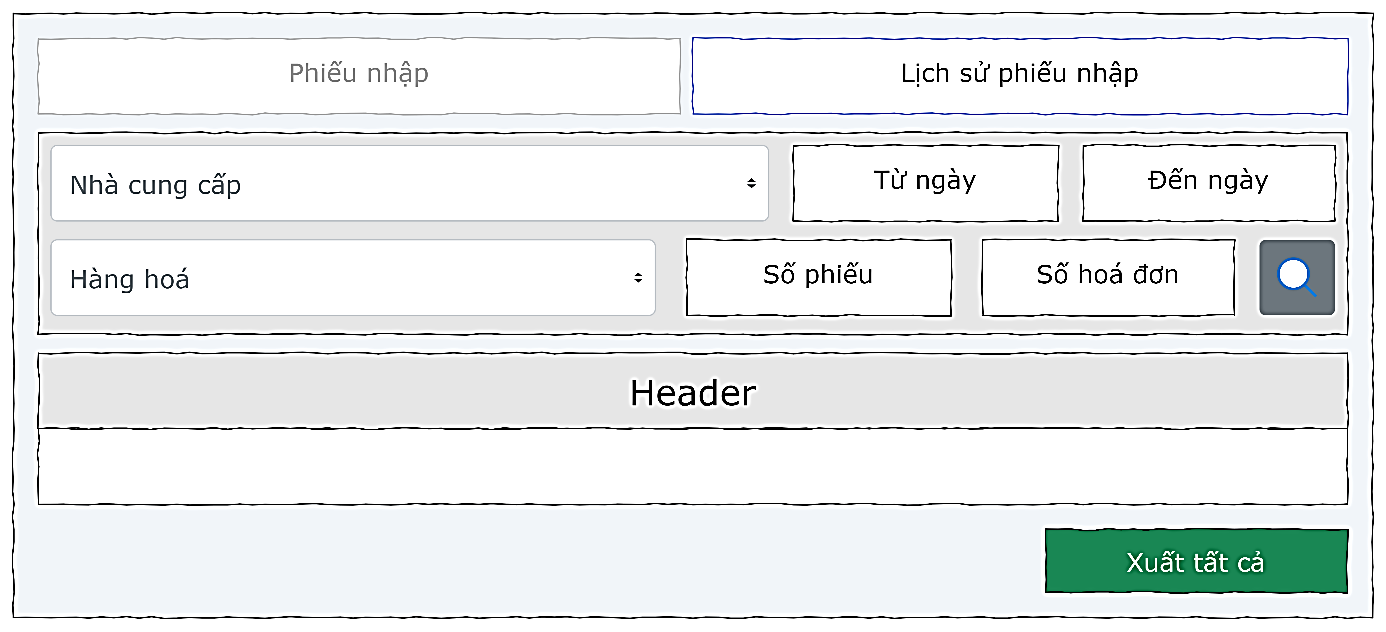 Phiếu nhập
Lịch sử phiếu nhập
Nhà cung cấp
Từ ngày
Đến ngày
Hàng hoá
Số phiếu
Số hoá đơn
Header
Xuất tất cả